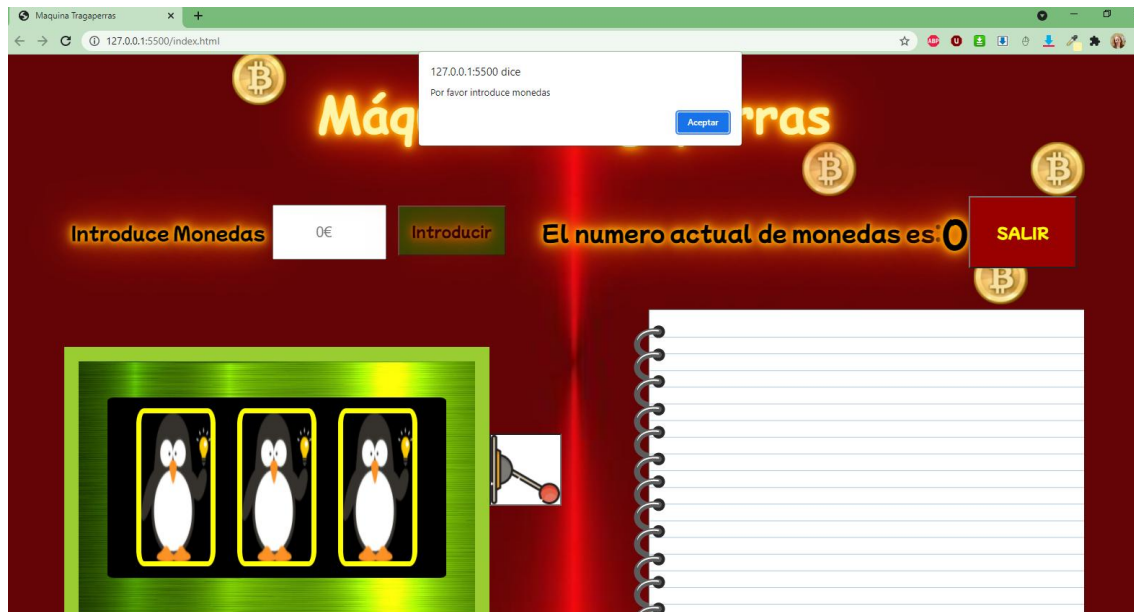 Maquina Tragaperras
127.0.0.1:5500/index.html
127.0.0.1:5500 dice
Por favor introduce monedas
Aceptar
Máq rras
Introduce Monedas 0€ Introducir El numero actual de monedas es:0 SALIR